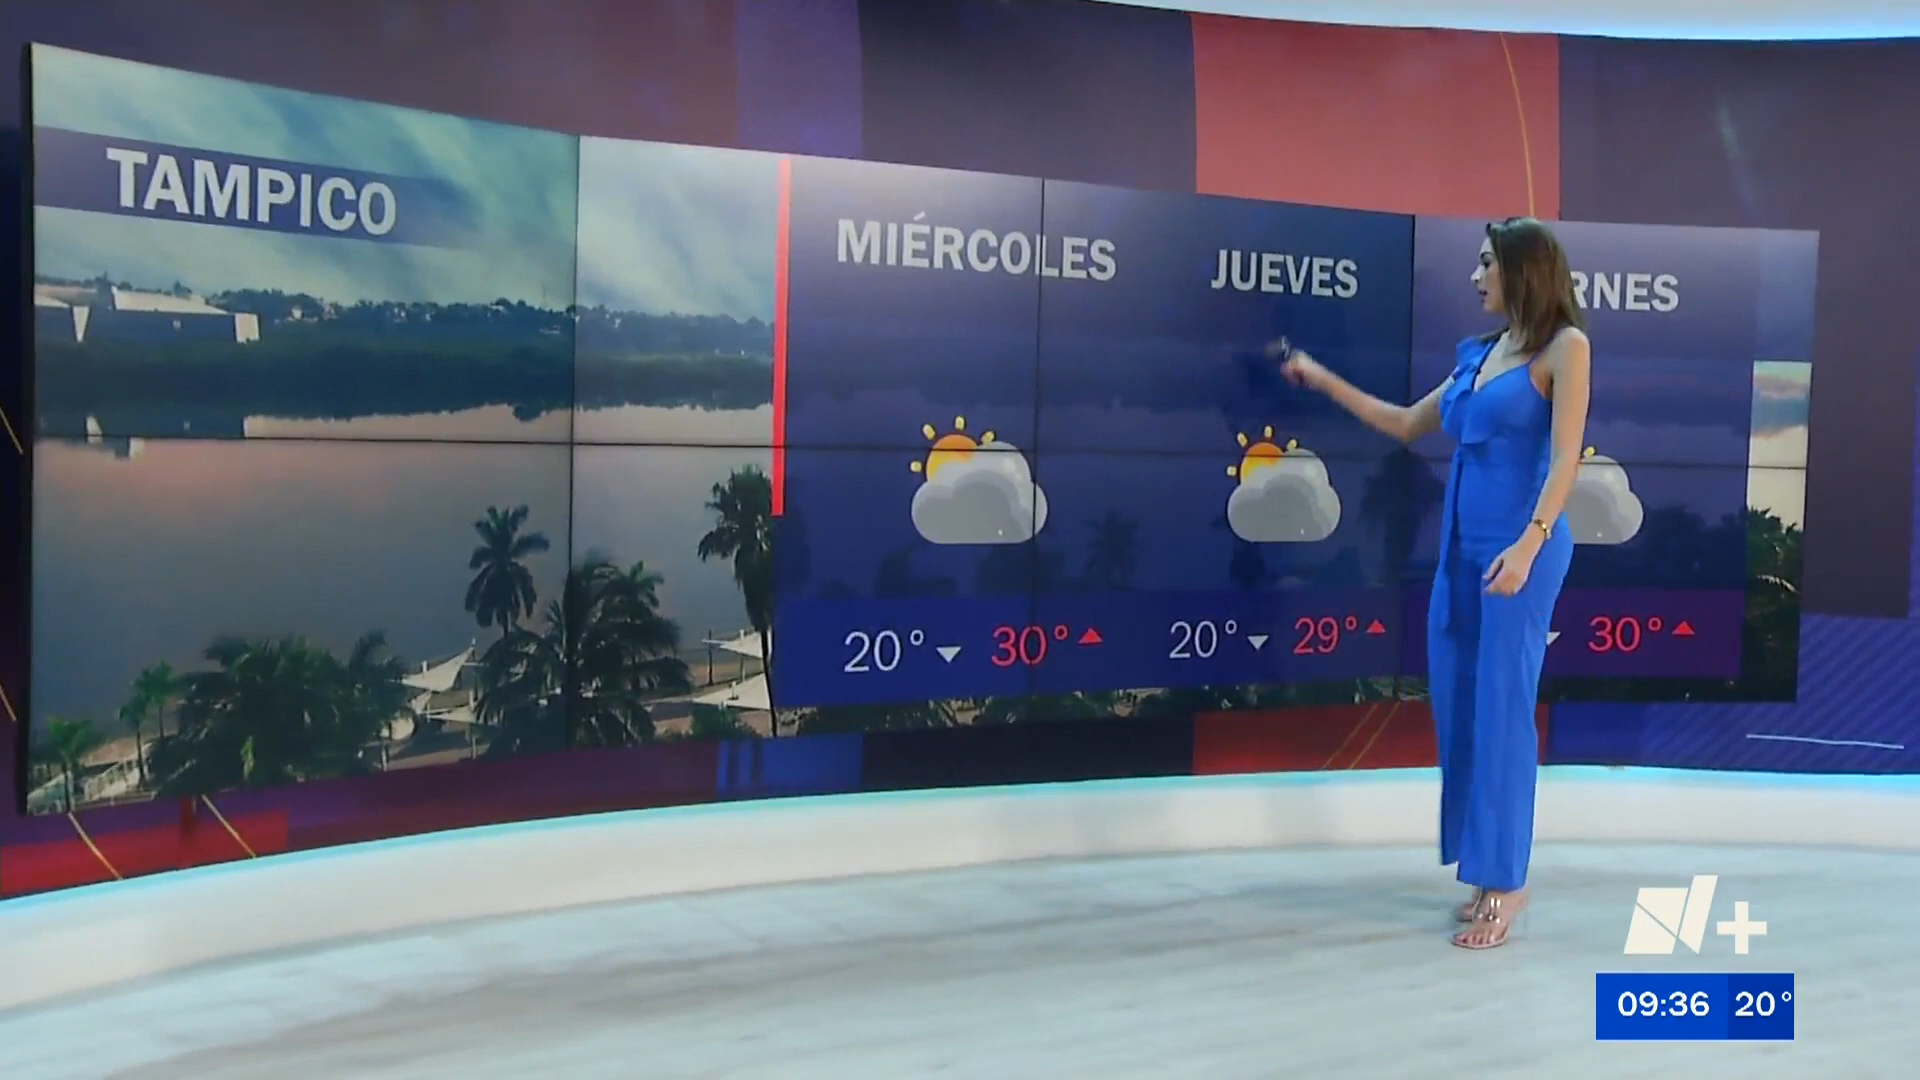 TAMPICO
MIÉRCOLES
JUEVES
RNES
20° 30°
20° 29°
30°
N+
09:36 20°